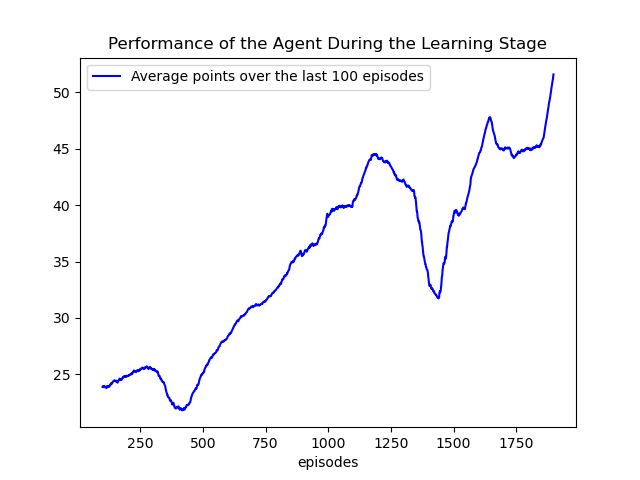 Performance of the Agent During the Learning Stage
Average points over the last 100 episodes
50
45
40
35
30
25
250 500 750 1000 1250 1500 1750
episodes